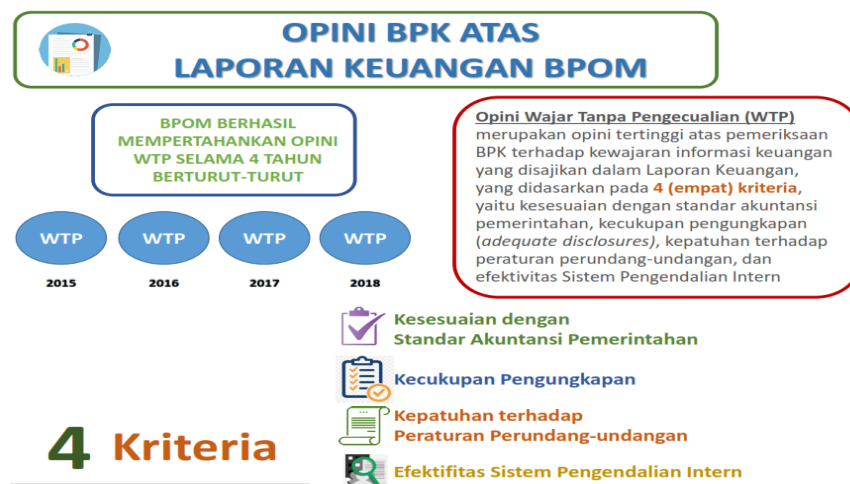 OPINI BPK ATAS
LAPORAN KEUANGAN BPOM
BPOM BERHASIL
MEMPERTAHANKAN OPINI
WTP SELAMA 4 TAHUN
BERTURUT-TURUT
Opini Wajar Tanpa Pengecualian (WTP)
merupakan opini tertinggi atas pemeriksaan
BPK terhadap kewajaran informasi keuangan
yang disajikan dalam Laporan Keuangan,
yang didasarkan pada 4 (empat) kriteria,
yaitu kesesuaian dengan standar akuntansi
pemerintahan, kecukupan pengungkapan
(adequate disclosures), kepatuhan terhadap
peraturan perundang-undangan, dan
efektivitas Sistem Pengendalian Intern
WTP WTP WTP WTP
2015 2016 2017 2018
4 Kriteria
Kesesuaian dengan
Standar Akuntansi Pemerintahan
Kecukupan Pengungkapan
Kepatuhan terhadap
Peraturan Perundang-undangan
Efektifitas Sistem Pengendalian Intern